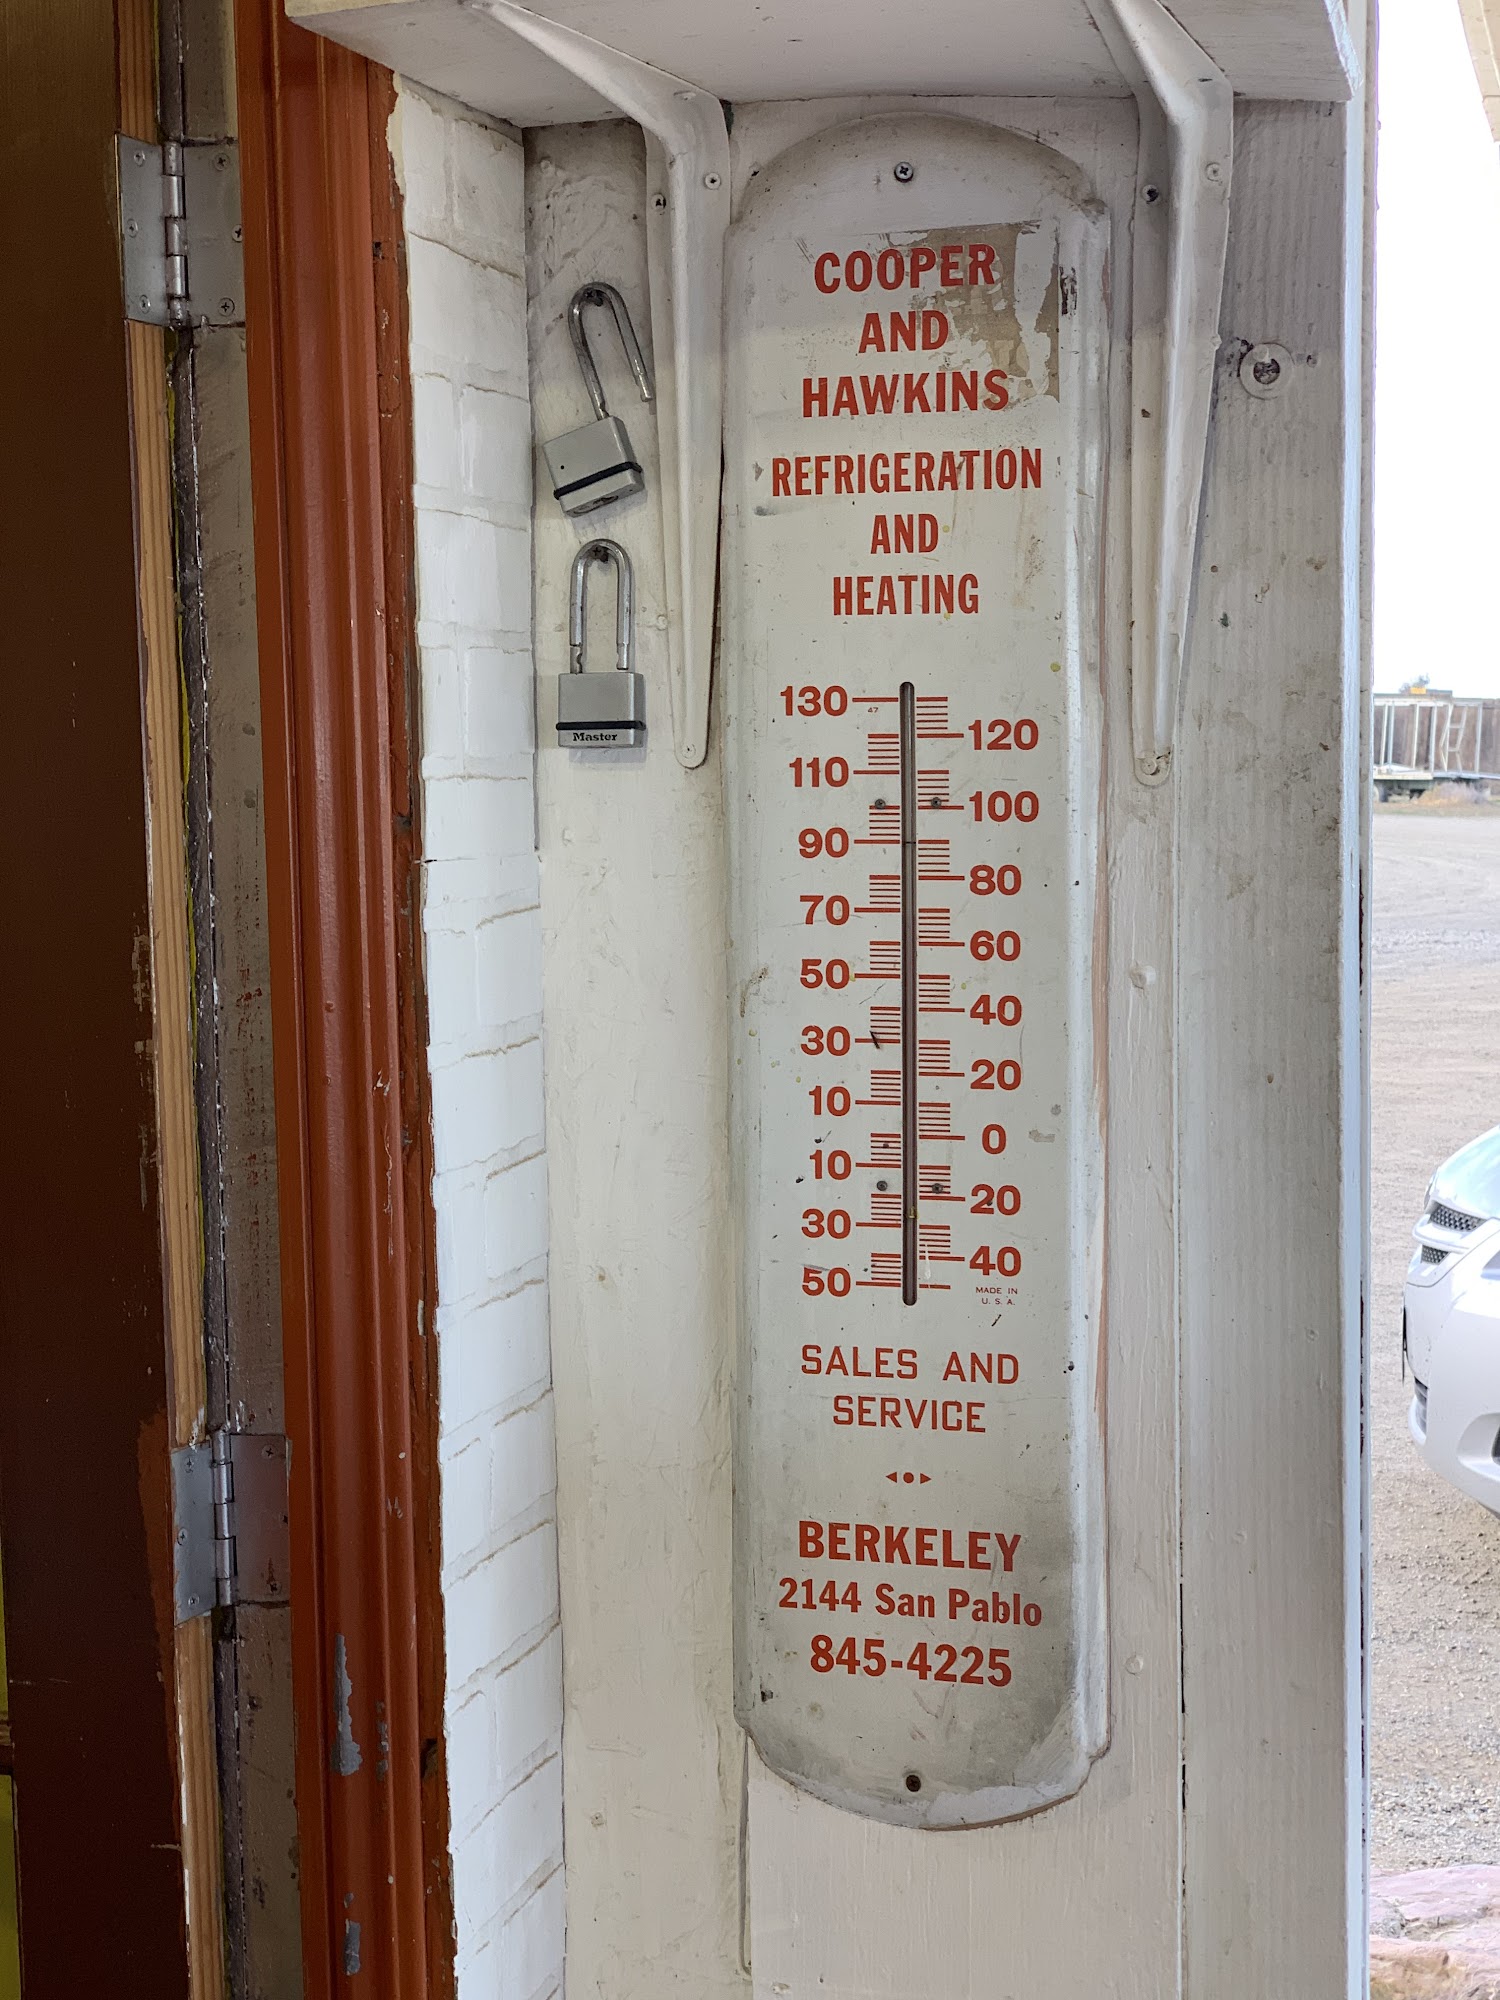 COOPER
AND
HAWKINS
REFRIGERATION
AND
HEATING
130
47
120
110
100
90
80
70
60
50
40
30
20
10
0
10
20
30
40
50
MADE IN
U. S. A.
SALES AND
SERVICE
BERKELEY
2144 San Pablo
845-4225
Master